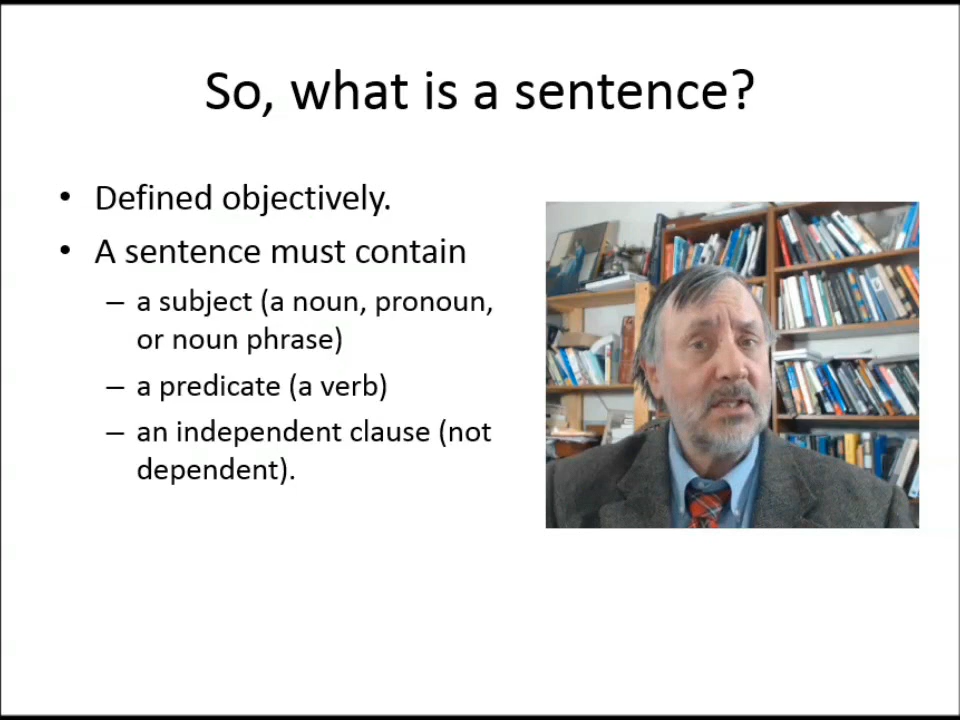 So, what is a sentence?
• Defined objectively.
• A sentence must contain
– a subject (a noun, pronoun,
or noun phrase)
– a predicate (a verb)
– an independent clause (not
dependent).